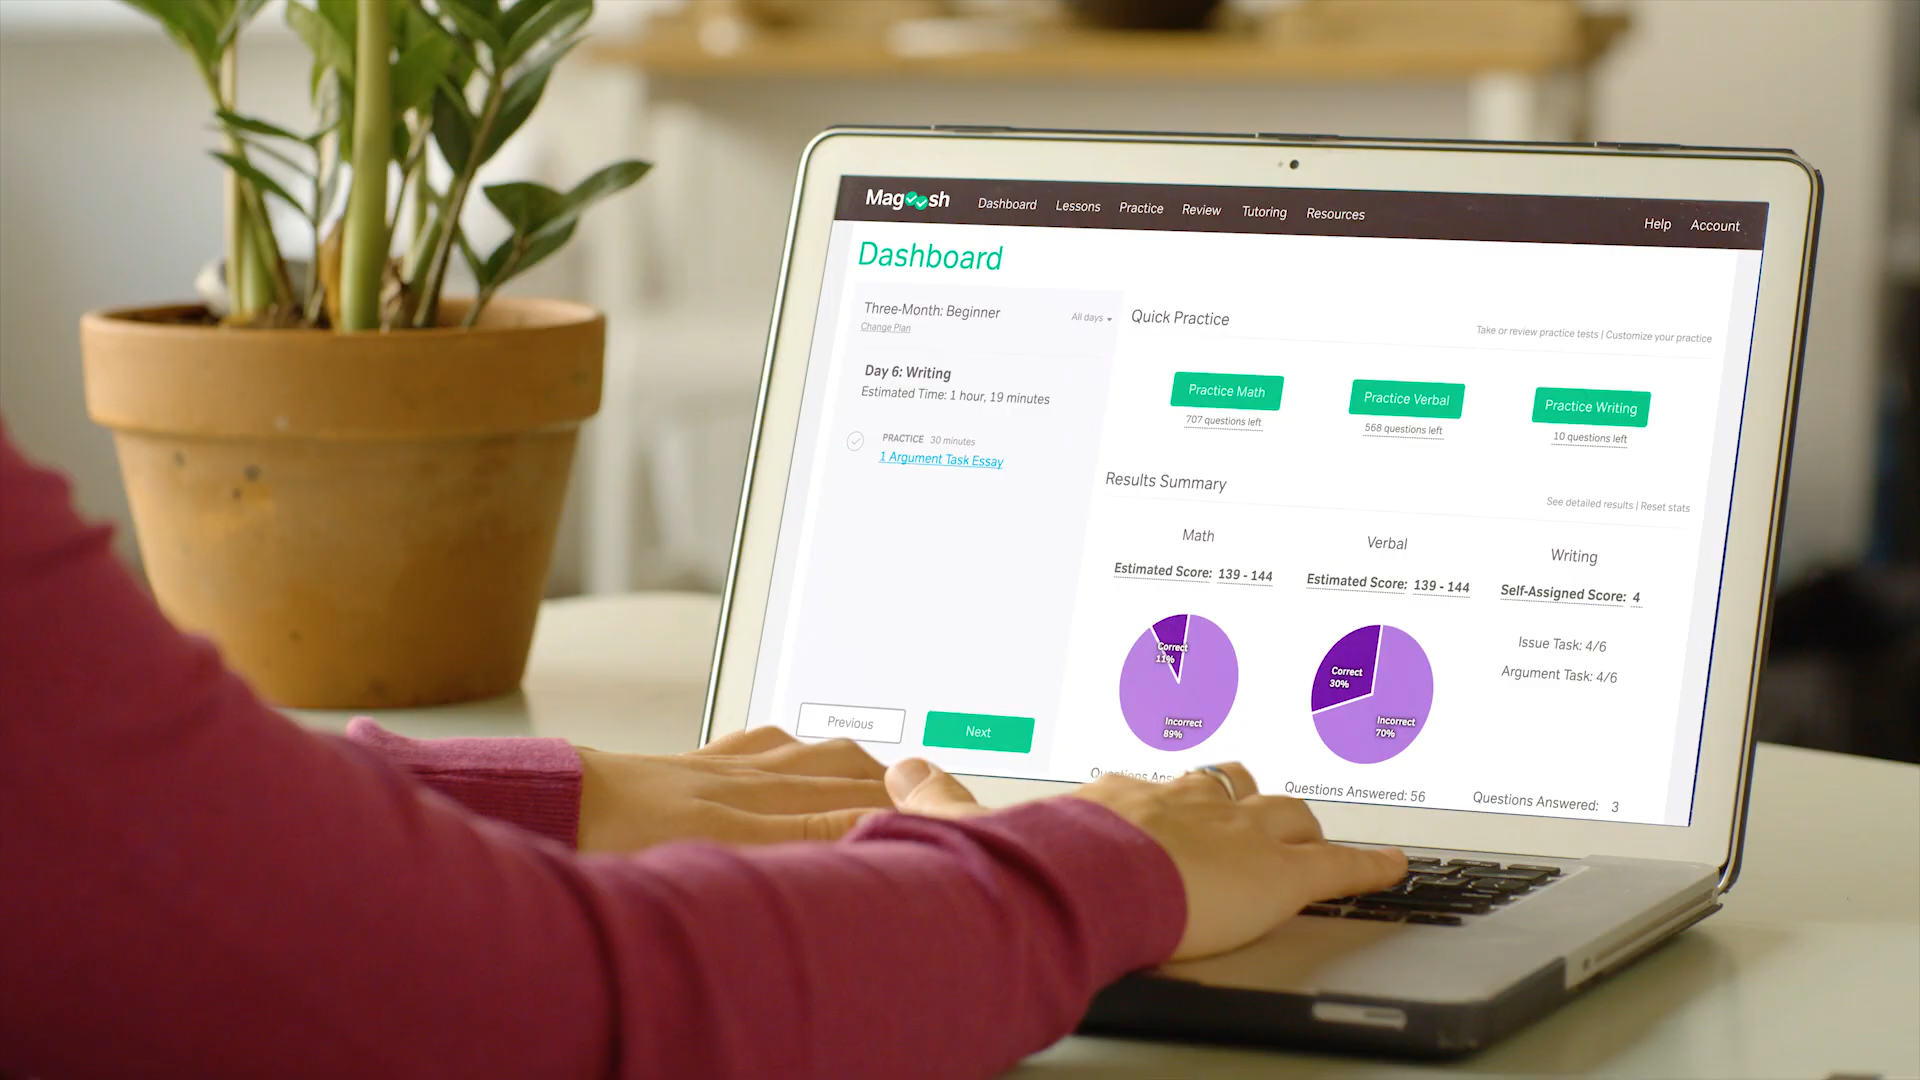 Magoosh
Dashboard Lessons Practice Review Tutoring Resources Help Account
Dashboard
Three-Month: Beginner
All days
Change Plan
Day 6: Writing
Estimated Time: 1 hour, 19 minutes
PRACTICE 30 minutes
1 Argument Task Essay
Previous
Next
Quick Practice
Take or review practice tests | Customize your practice
Practice Math
707 questions left
Practice Verbal
568 questions left
Practice Writing
10 questions left
Results Summary
See detailed results | Reset stats
Math
Estimated Score: 139 - 144
Correct
11%
Incorrect
89%
Questions
Verbal
Estimated Score: 139 - 144
Correct
30%
Incorrect
70%
Questions Answered: 56
Writing
Self-Assigned Score: 4
Issue Task: 4/6
Argument Task: 4/6
Questions Answered: 3